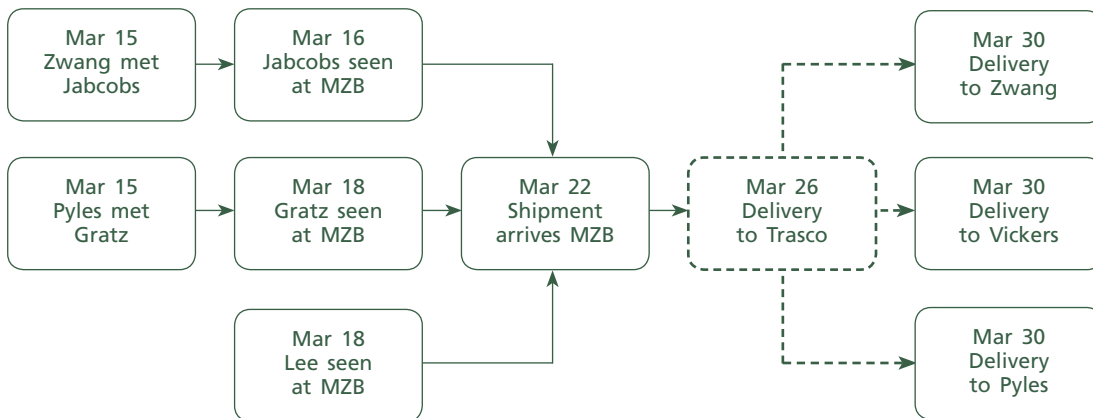 Mar 15
Zwang met
Jabcobs
Mar 16
Jabcobs seen
at MZB
Mar 30
Delivery
to Zwang
Mar 15
Pyles met
Gratz
Mar 18
Gratz seen
at MZB
Mar 22
Shipment
arrives MZB
Mar 26
Delivery
to Trasco
Mar 30
Delivery
to Vickers
Mar 18
Lee seen
at MZB
Mar 30
Delivery
to Pyles